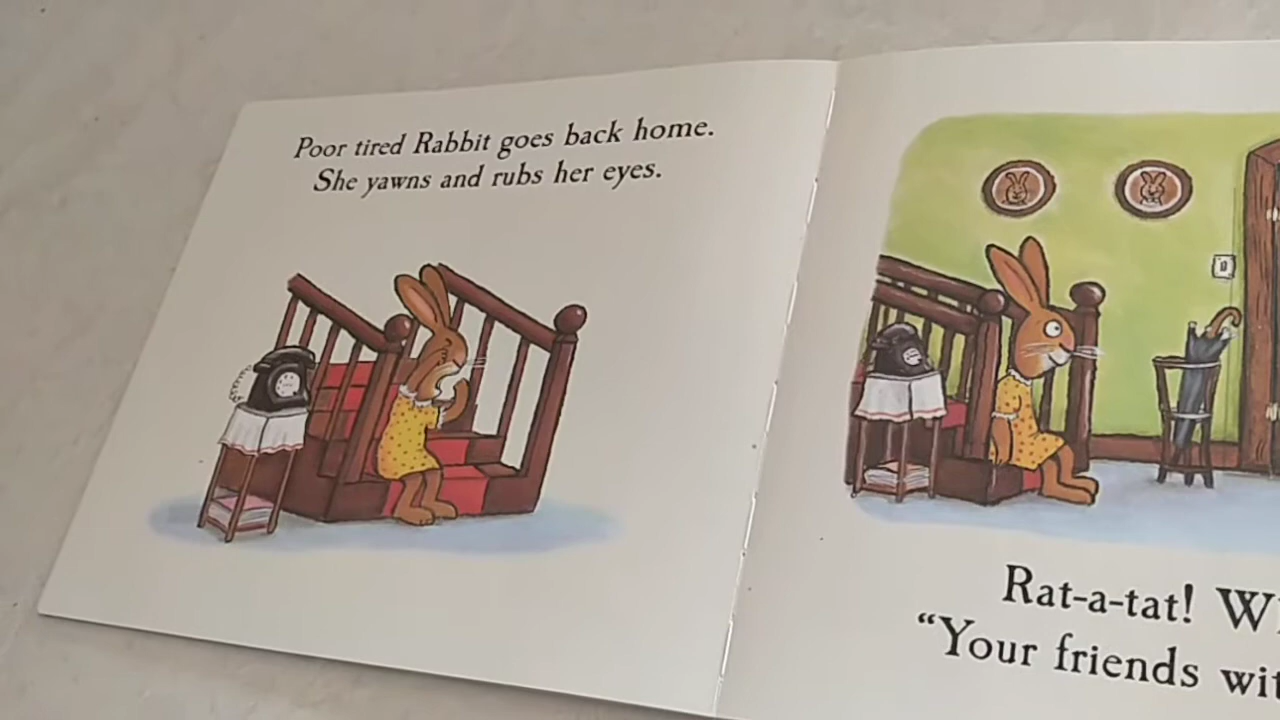 Poor tired Rabbit goes back home.
She yawns and rubs her eyes.
Rat-a-tat!
“Your friends